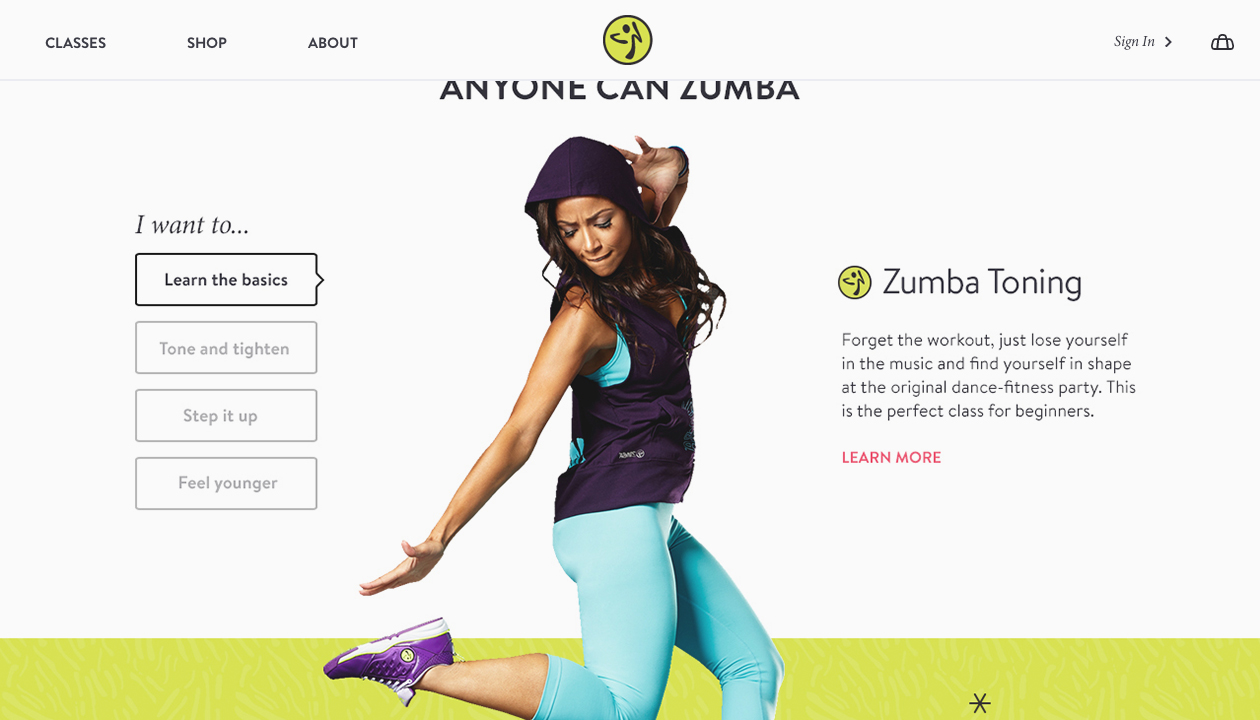 CLASSES
SHOP
ABOUT
Sign In
ANYONE CAN ZUMBA
I want to...
Learn the basics
Tone and tighten
Step it up
Feel younger
Zumba Toning
Forget the workout, just lose yourself
in the music and find yourself in shape
at the original dance-fitness party. This
is the perfect class for beginners.
LEARN MORE